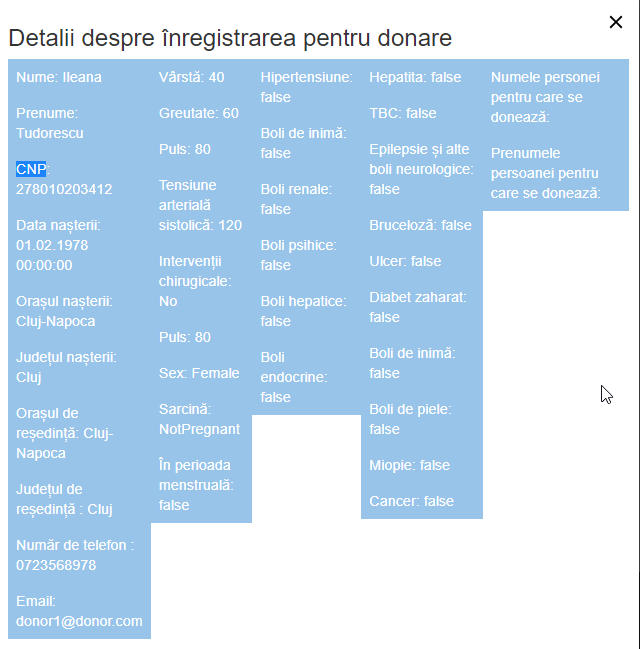 Detalii despre înregistrarea pentru donare
Nume: Ileana
Prenume:
Tudorescu
CNP:
278010203412
Data nașterii:
01.02.1978
00:00:00
Orașul nașterii:
Cluj-Napoca
Județul nașterii:
Cluj
Orașul de
reședință: Cluj-
Napoca
Județul de
reședință : Cluj
Număr de telefon :
0723568978
Email:
donor1@donor.com
Vârstă: 40
Greutate: 60
Puls: 80
Tensiune
arterială
sistolică: 120
Intervenții
chirugicale:
No
Puls: 80
Sex: Female
Sarcină:
NotPregnant
În perioada
menstruală:
false
Hipertensiune:
false
Boli de inimă:
false
Boli renale:
false
Boli psihice:
false
Boli hepatice:
false
Boli
endocrine:
false
Hepatita: false
TBC: false
Epilepsie și alte
boli neurologice:
false
Bruceloză: false
Ulcer: false
Diabet zaharat:
false
Boli de inimă:
false
Boli de piele:
false
Miopie: false
Cancer: false
Numele personei
pentru care se
donează:
Prenumele
persoanei pentru
care se donează: